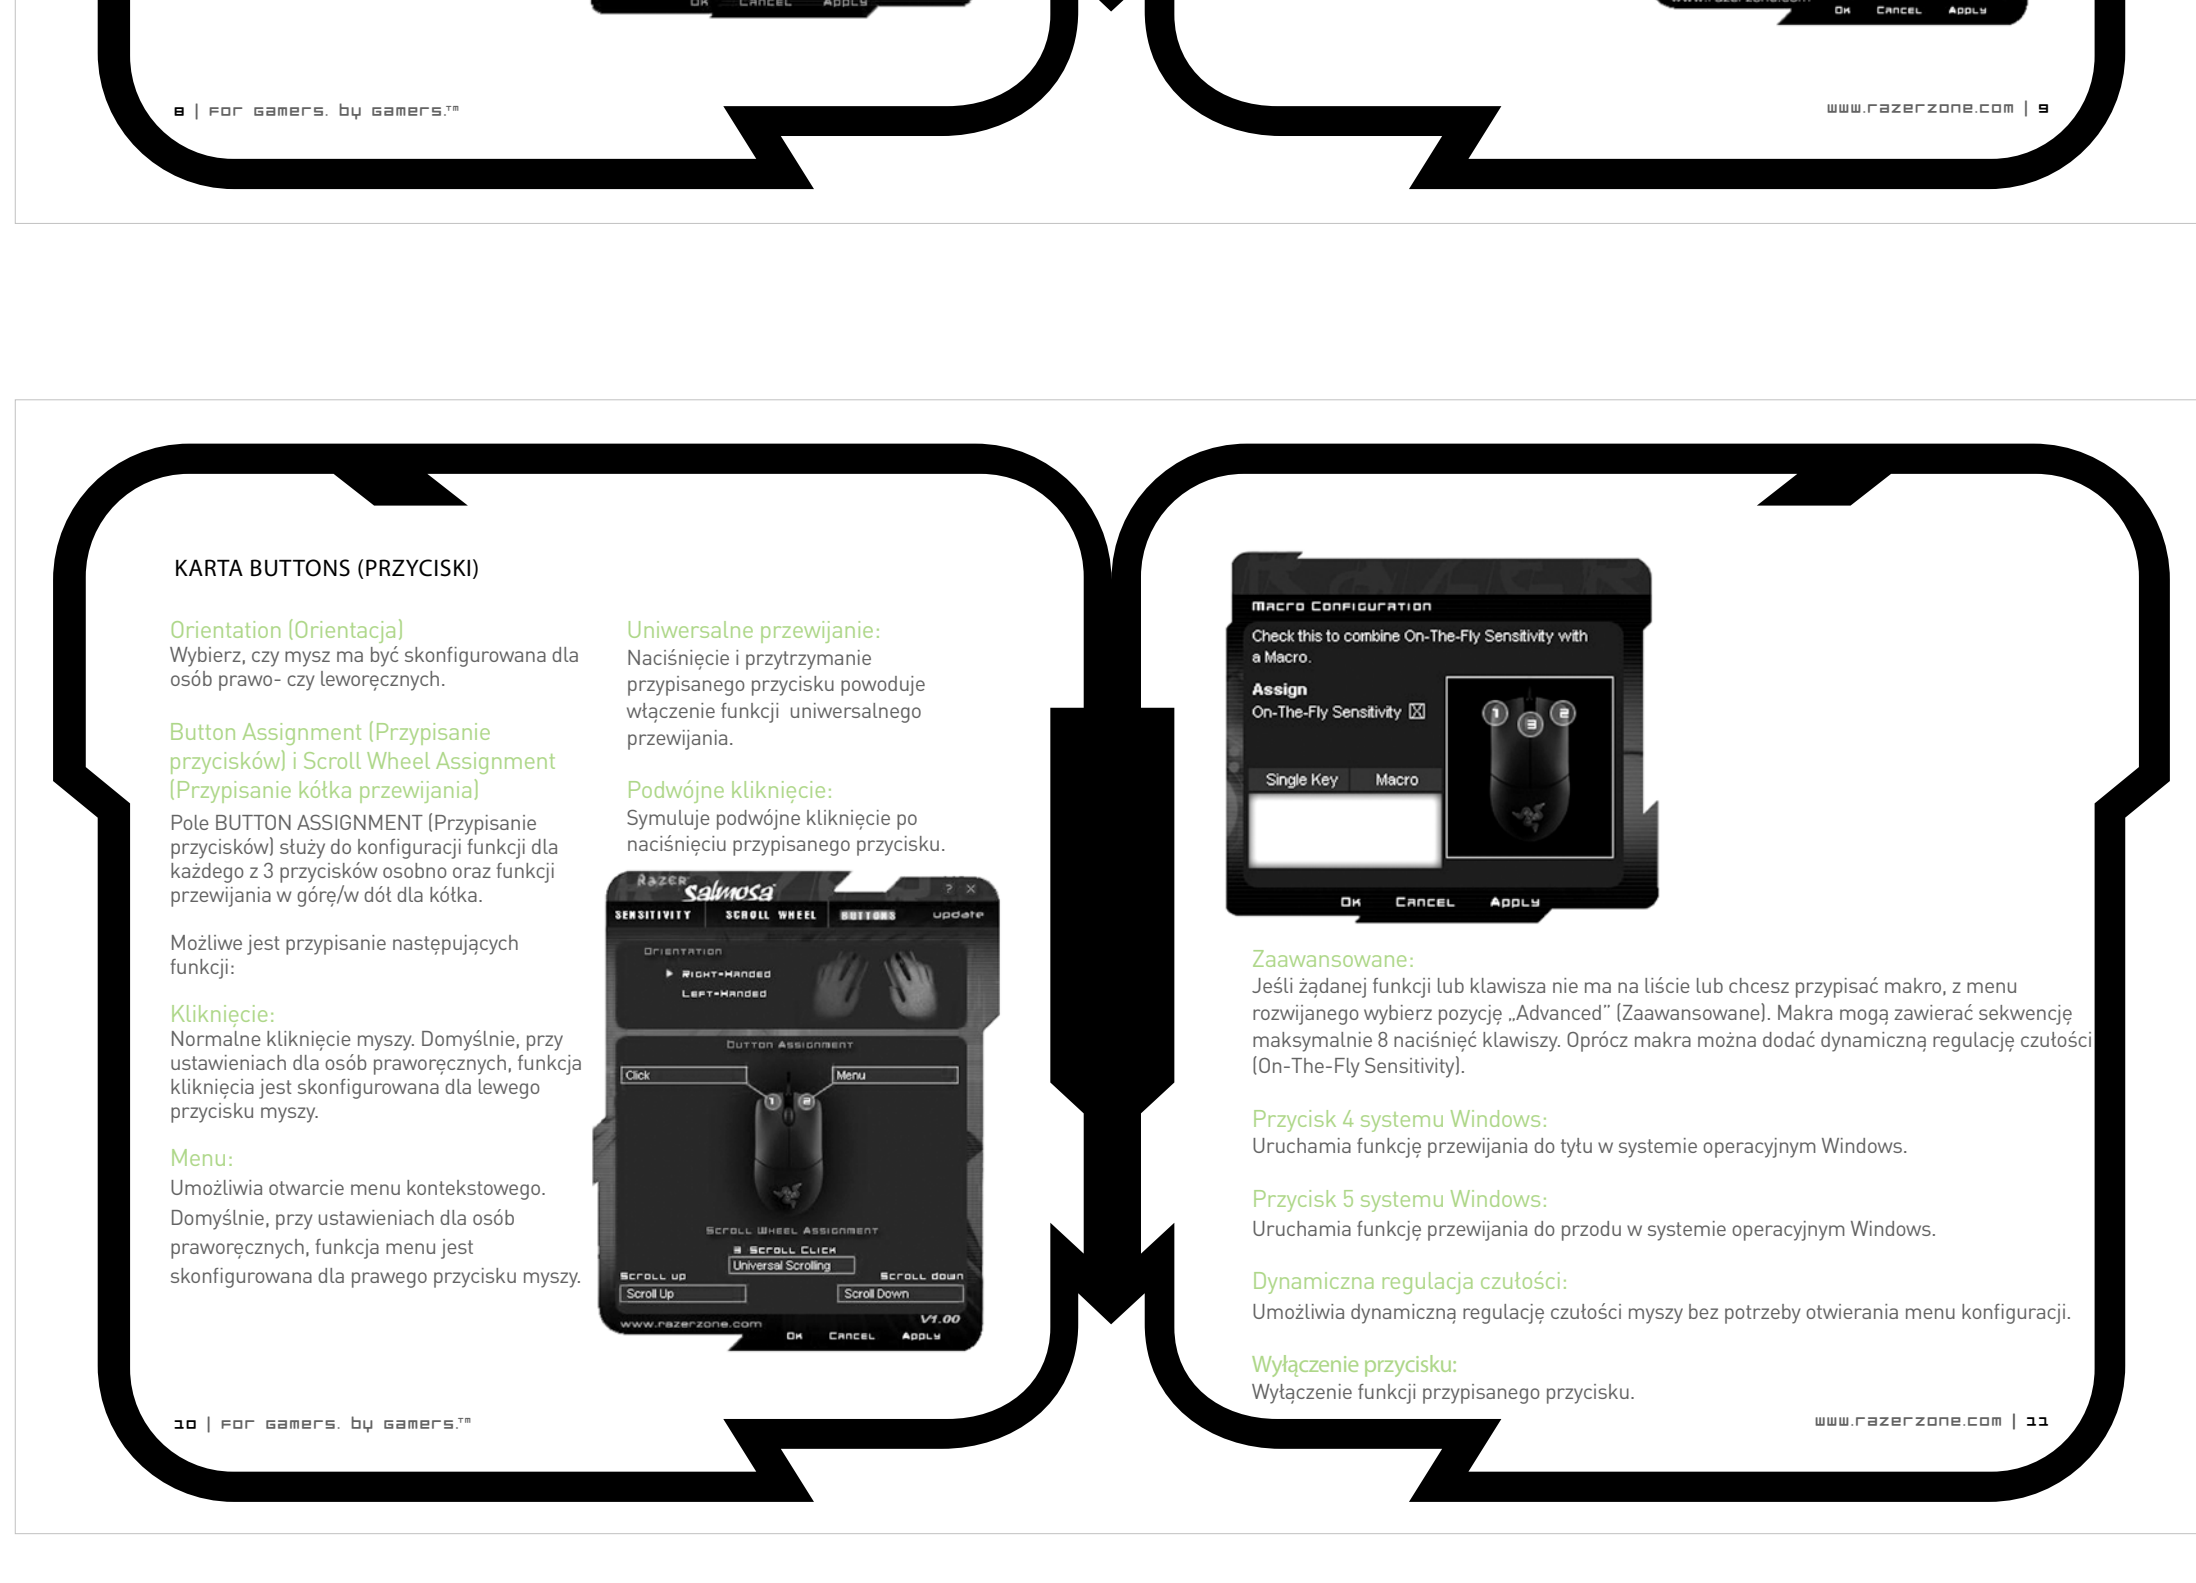 OK CANCEL APPLY
www.razerzone.com
OK CANCEL APPLY
8 | For gamers. by gamers.™
www.razerzone.com | 9
KARTA BUTTONS (PRZYCISKI)
Orientation (Orientacja)
Wybierz, czy mysz ma być skonfigurowana dla
osób prawo- czy leworęcznych.
Button Assignment (Przypisanie
przycisków) i Scroll Wheel Assignment
(Przypisanie kółka przewijania)
Pole BUTTON ASSIGNMENT (Przypisanie
przycisków) służy do konfiguracji funkcji dla
każdego z 3 przycisków osobno oraz funkcji
przewijania w górę/w dół dla kółka.
Możliwe jest przypisanie następujących
funkcji:
Kliknięcie:
Normalne kliknięcie myszy. Domyślnie, przy
ustawieniach dla osób praworęcznych, funkcja
kliknięcia jest skonfigurowana dla lewego
przycisku myszy.
Menu:
Umożliwia otwarcie menu kontekstowego.
Domyślnie, przy ustawieniach dla osób
praworęcznych, funkcja menu jest
skonfigurowana dla prawego przycisku myszy.
Uniwersalne przewijanie:
Naciśnięcie i przytrzymanie
przypisanego przycisku powoduje
włączenie funkcji  uniwersalnego
przewijania.
Podwójne kliknięcie:
Symuluje podwójne kliknięcie po
naciśnięciu przypisanego przycisku.
RAZER Salmosa™ ? X
SENSITIVITY SCROLL WHEEL BUTTONS update
ORIENTATION
RIGHT-HANDED
LEFT-HANDED
BUTTON ASSIGNMENT
Click Menu
1 2
SCROLL WHEEL ASSIGNMENT
3 SCROLL CLICK
Universal Scrolling
SCROLL UP SCROLL DOWN
Scroll Up Scroll Down
www.razerzone.com V1.00
OK CANCEL APPLY
10 | For gamers. by gamers.™
RAZER
MACRO CONFIGURATION
Check this to combine On-The-Fly Sensitivity with
a Macro.
Assign
On-The-Fly Sensitivity
1 3 2
Single Key Macro
OK CANCEL APPLY
Zaawansowane:
Jeśli żądanej funkcji lub klawisza nie ma na liście lub chcesz przypisać makro, z menu
rozwijanego wybierz pozycję „Advanced” (Zaawansowane). Makra mogą zawierać sekwencję
maksymalnie 8 naciśnięć klawiszy. Oprócz makra można dodać dynamiczną regulację czułości
(On-The-Fly Sensitivity).
Przycisk 4 systemu Windows:
Uruchamia funkcję przewijania do tyłu w systemie operacyjnym Windows.
Przycisk 5 systemu Windows:
Uruchamia funkcję przewijania do przodu w systemie operacyjnym Windows.
Dynamiczna regulacja czułości:
Umożliwia dynamiczną regulację czułości myszy bez potrzeby otwierania menu konfiguracji.
Wyłączenie przycisku:
Wyłączenie funkcji przypisanego przycisku.
www.razerzone.com | 11